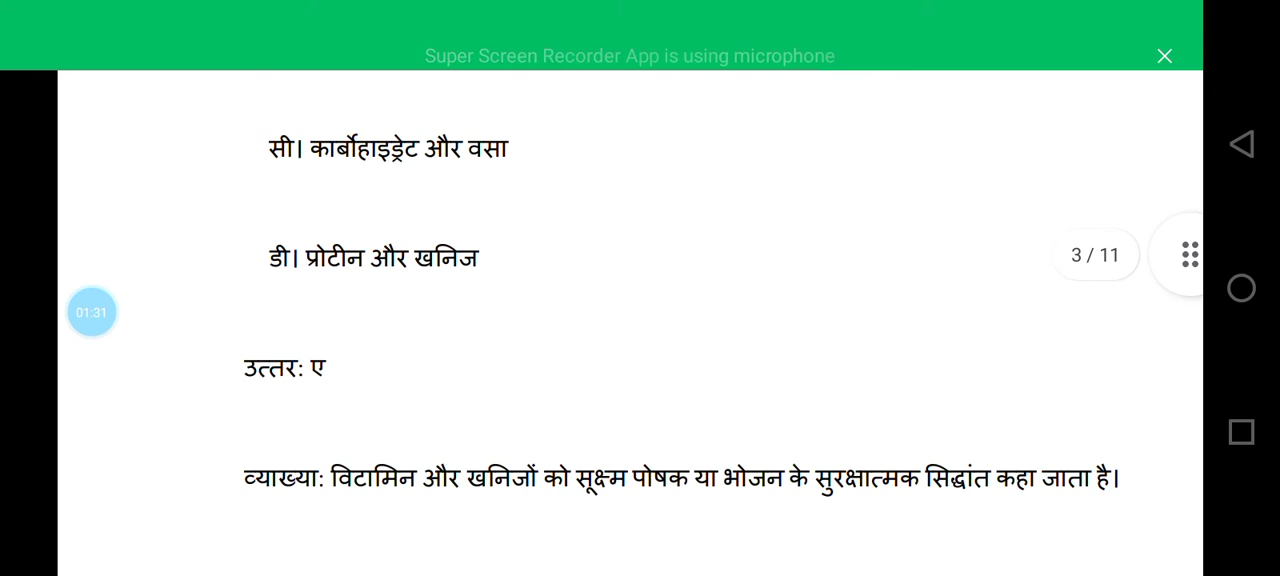 Super Screen Recorder App is using microphone
सी। कार्बोहाइड्रेट और वसा
डी। प्रोटीन और खनिज
3 / 11
01:31
उत्तर: ए
व्याख्या: विटामिन और खनिजों को सूक्ष्म पोषक या भोजन के सुरक्षात्मक सिद्धांत कहा जाता है।